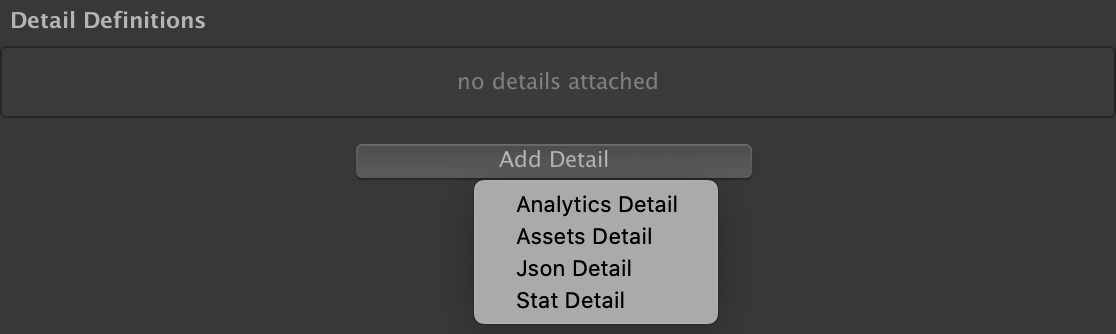 Detail Definitions
no details attached
Add Detail
Analytics Detail
Assets Detail
Json Detail
Stat Detail